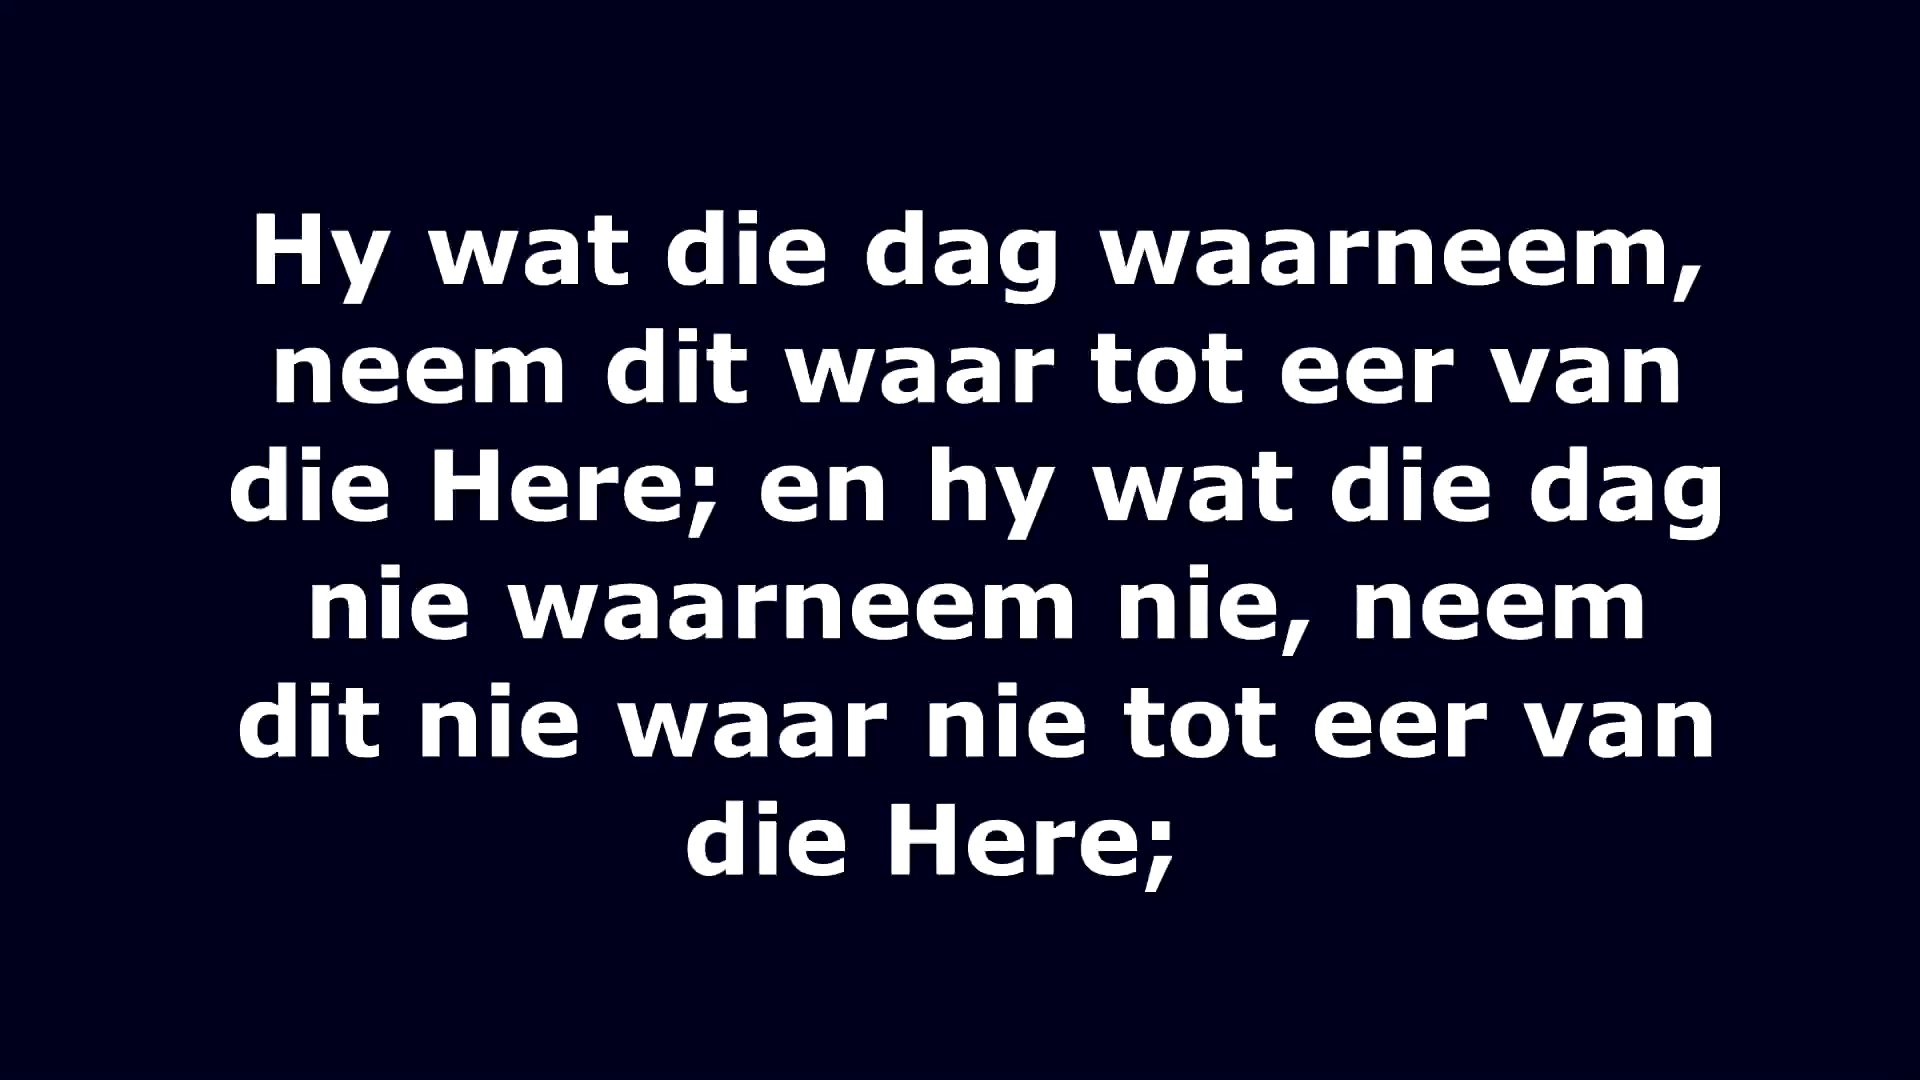 Hy wat die dag waarneem,
neem dit waar tot eer van
die Here; en hy wat die dag
nie waarneem nie, neem
dit nie waar nie tot eer van
die Here;